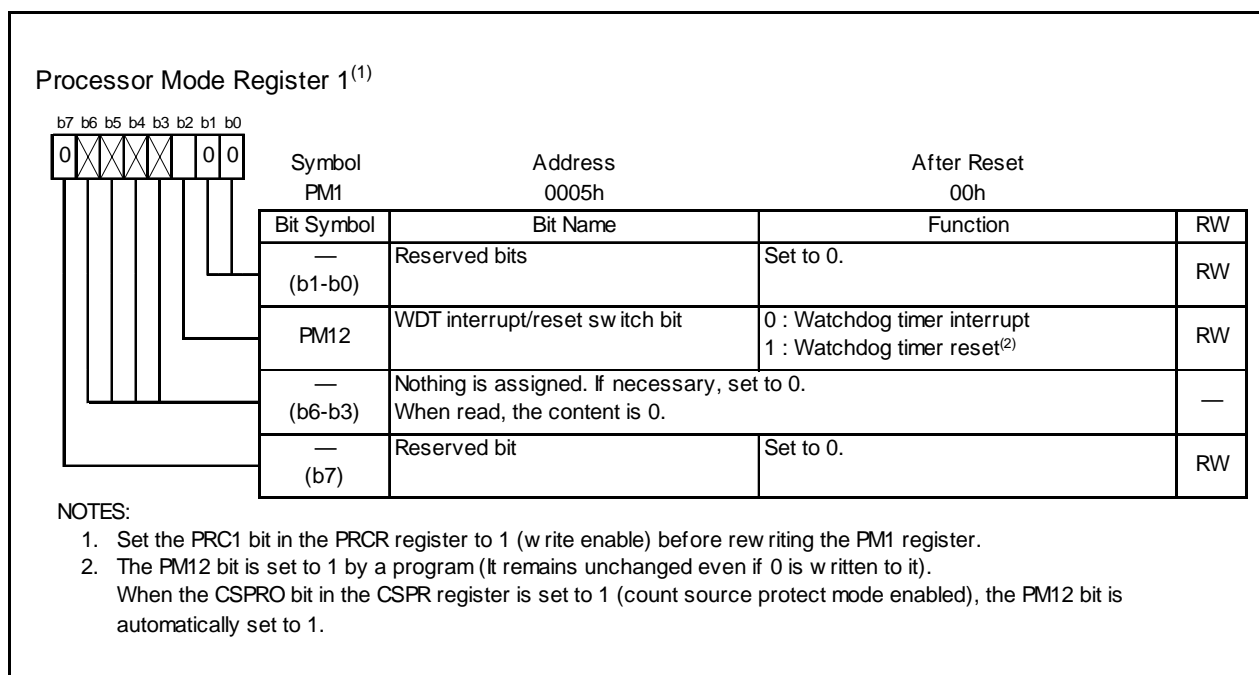 Processor Mode Register 1(1)
b7 b6 b5 b4 b3 b2 b1 b0
0 0 0
Symbol Address After Reset
PM1 0005h 00h
Bit Symbol Bit Name Function RW
— (b1-b0) Reserved bits Set to 0. RW
PM12 WDT interrupt/reset switch bit 0 : Watchdog timer interrupt RW
1 : Watchdog timer reset(2)
— (b6-b3) Nothing is assigned. If necessary, set to 0. —
When read, the content is 0.
— (b7) Reserved bit Set to 0. RW
NOTES:
1. Set the PRC1 bit in the PRCR register to 1 (write enable) before rewriting the PM1 register.
2. The PM12 bit is set to 1 by a program (It remains unchanged even if 0 is written to it).
When the CSPRO bit in the CSPR register is set to 1 (count source protect mode enabled), the PM12 bit is
automatically set to 1.